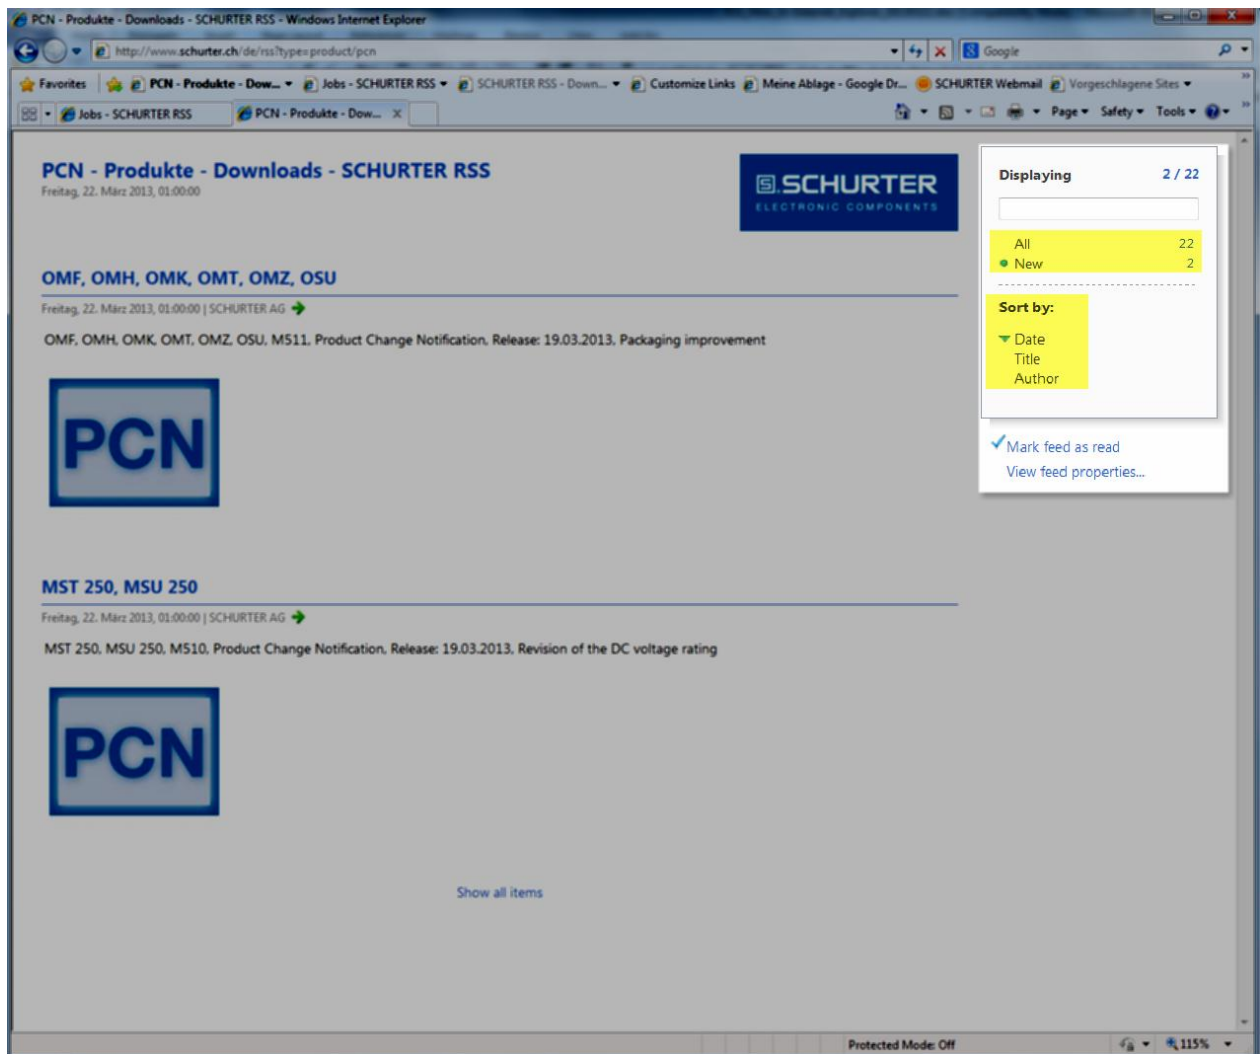 PCN - Produkte - Downloads - SCHURTER RSS - Windows Internet Explorer
http://www.schurter.ch/de/rss?type=product/pcn
Google
Favorites PCN - Produkte - Dow... Jobs - SCHURTER RSS SCHURTER RSS - Down... Customize Links Meine Ablage - Google Dr... SCHURTER Webmail Vorgeschlagene Sites
Jobs - SCHURTER RSS PCN - Produkte - Dow... X Page Safety Tools
PCN - Produkte - Downloads - SCHURTER RSS
Freitag, 22. März 2013, 01:00:00
SCHURTER
ELECTRONIC COMPONENTS
Displaying 2 / 22
All 22
New 2
Sort by:
Date
Title
Author
Mark feed as read
View feed properties...
OMF, OMH, OMK, OMT, OMZ, OSU
Freitag, 22. März 2013, 01:00:00 | SCHURTER AG
OMF, OMH, OMK, OMT, OMZ, OSU, M511, Product Change Notification, Release: 19.03.2013, Packaging improvement
PCN
MST 250, MSU 250
Freitag, 22. März 2013, 01:00:00 | SCHURTER AG
MST 250, MSU 250, M510, Product Change Notification, Release: 19.03.2013, Revision of the DC voltage rating
PCN
Show all items
Protected Mode: Off 115%